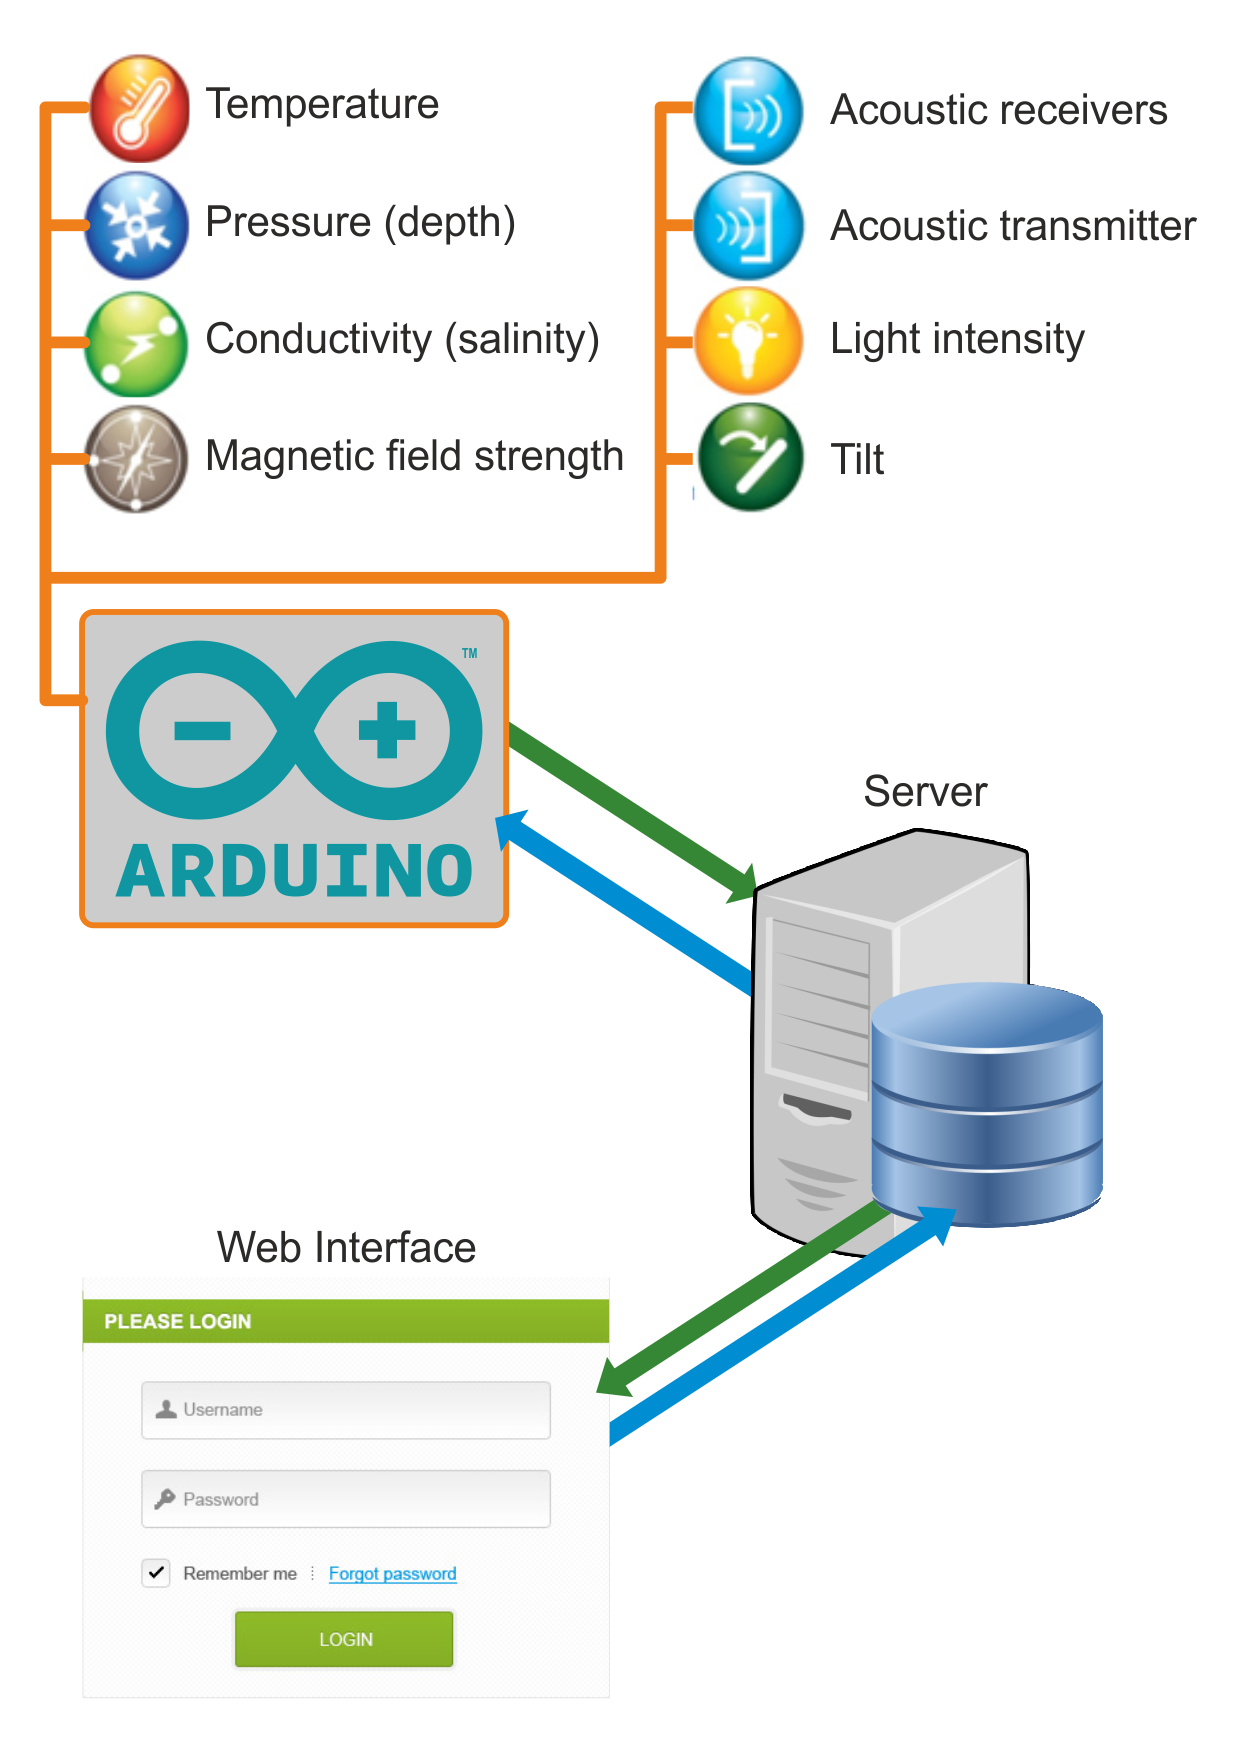 Temperature
Pressure (depth)
Conductivity (salinity)
Magnetic field strength
Acoustic receivers
Acoustic transmitter
Light intensity
Tilt
TM
ARDUINO
Server
Web Interface
PLEASE LOGIN
Username
Password
Remember me
Forgot password
LOGIN